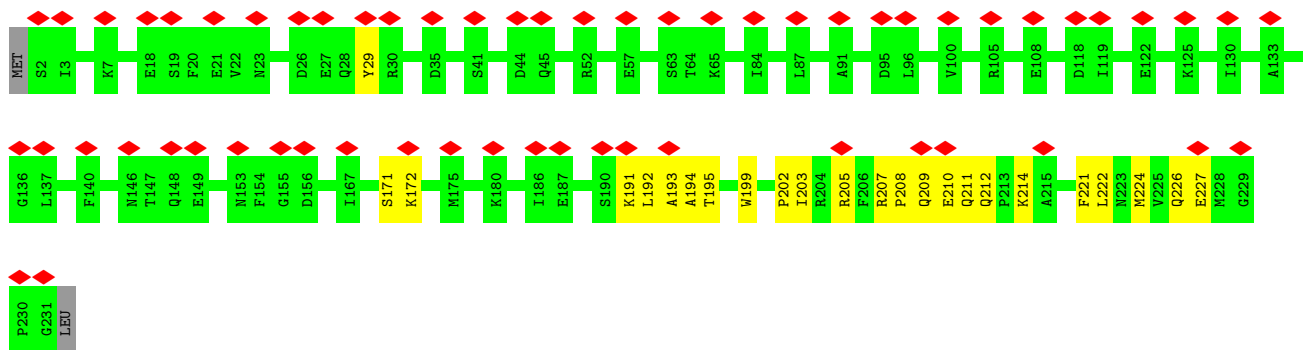 MET S2 I3 K7 E18 S19 F20 E21 V22 N23 D26 E27 Q28 Y29 R30 D35 S41 D44 Q45 R52 E57 S63 T64 K65 I84 L87 A91 D95 L96 V100 R105 E108 D118 I119 E122 K125 I130 A133
G136 L137 F140 N146 T147 Q148 E149 N153 F154 G155 D156 I167 S171 K172 M175 K180 I186 E187 S190 K191 L192 A193 A194 T195 W199 P202 I203 R204 R205 F206 R207 P208 Q209 E210 Q211 Q212 P213 K214 A215 F221 L222 N223 M224 V225 Q226 E227 M228 G229
P230 G231 LEU